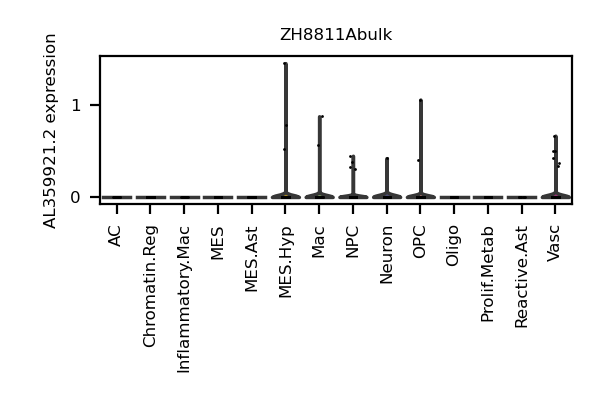 ZH8811Abulk
AL359921.2 expression
1
0
AC
Chromatin.Reg
Inflammatory.Mac
MES
MES.Ast
MES.Hyp
Mac
NPC
Neuron
OPC
Oligo
Prolif.Metab
Reactive.Ast
Vasc